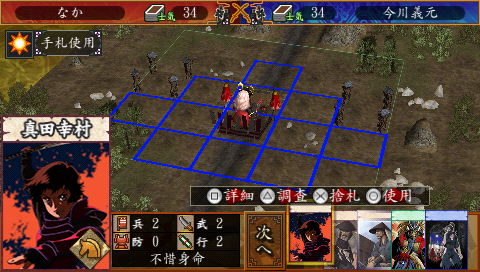 なか 士気 34 士気 34 今川義元
手札使用
真田幸村
詳細 調査 捨札 使用
兵 2 武 2
防 0 行 2
不惜身命
次へ